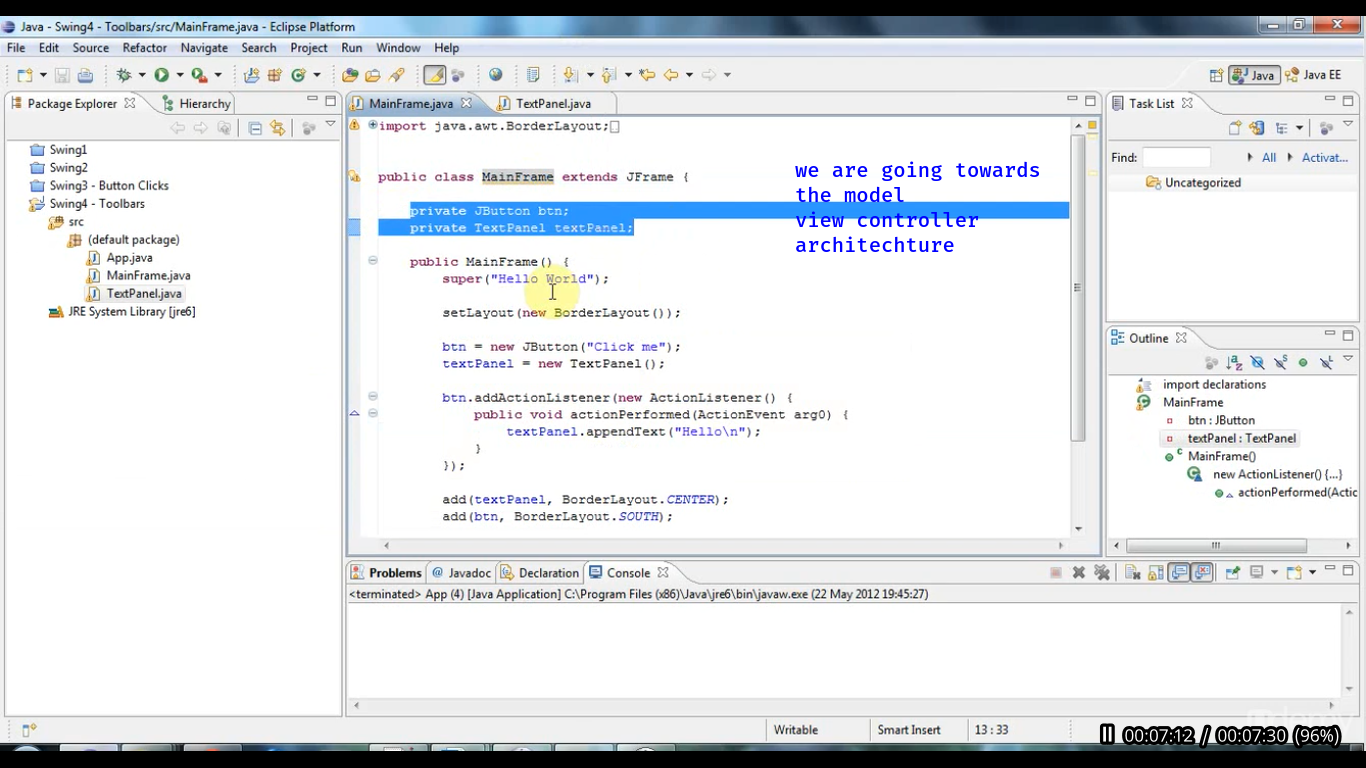 Java - Swing4 - Toolbars/src/MainFrame.java - Eclipse Platform
File Edit Source Refactor Navigate Search Project Run Window Help
Java Java EE
Package Explorer Hierarchy
Swing1
Swing2
Swing3 - Button Clicks
Swing4 - Toolbars
src
(default package)
App.java
MainFrame.java
TextPanel.java
JRE System Library [jre6]
MainFrame.java TextPanel.java
import java.awt.BorderLayout;
public class MainFrame extends JFrame {
private JButton btn;
private TextPanel textPanel;
public MainFrame() {
super("Hello World");
setLayout(new BorderLayout());
btn = new JButton("Click me");
textPanel = new TextPanel();
btn.addActionListener(new ActionListener() {
public void actionPerformed(ActionEvent arg0) {
textPanel.appendText("Hello\n");
}
});
add(textPanel, BorderLayout.CENTER);
add(btn, BorderLayout.SOUTH);
we are going towards
the model
view controller
architechture
Task List
Find: All Activat...
Uncategorized
Outline
import declarations
MainFrame
btn : JButton
textPanel : TextPanel
MainFrame()
new ActionListener() {...}
actionPerformed(Actic
Problems @ Javadoc Declaration Console
<terminated> App (4) [Java Application] C:\Program Files (x86)\Java\jre6\bin\javaw.exe (22 May 2012 19:45:27)
Writable Smart Insert 13 : 33
00:07:12 / 00:07:30 (96%)